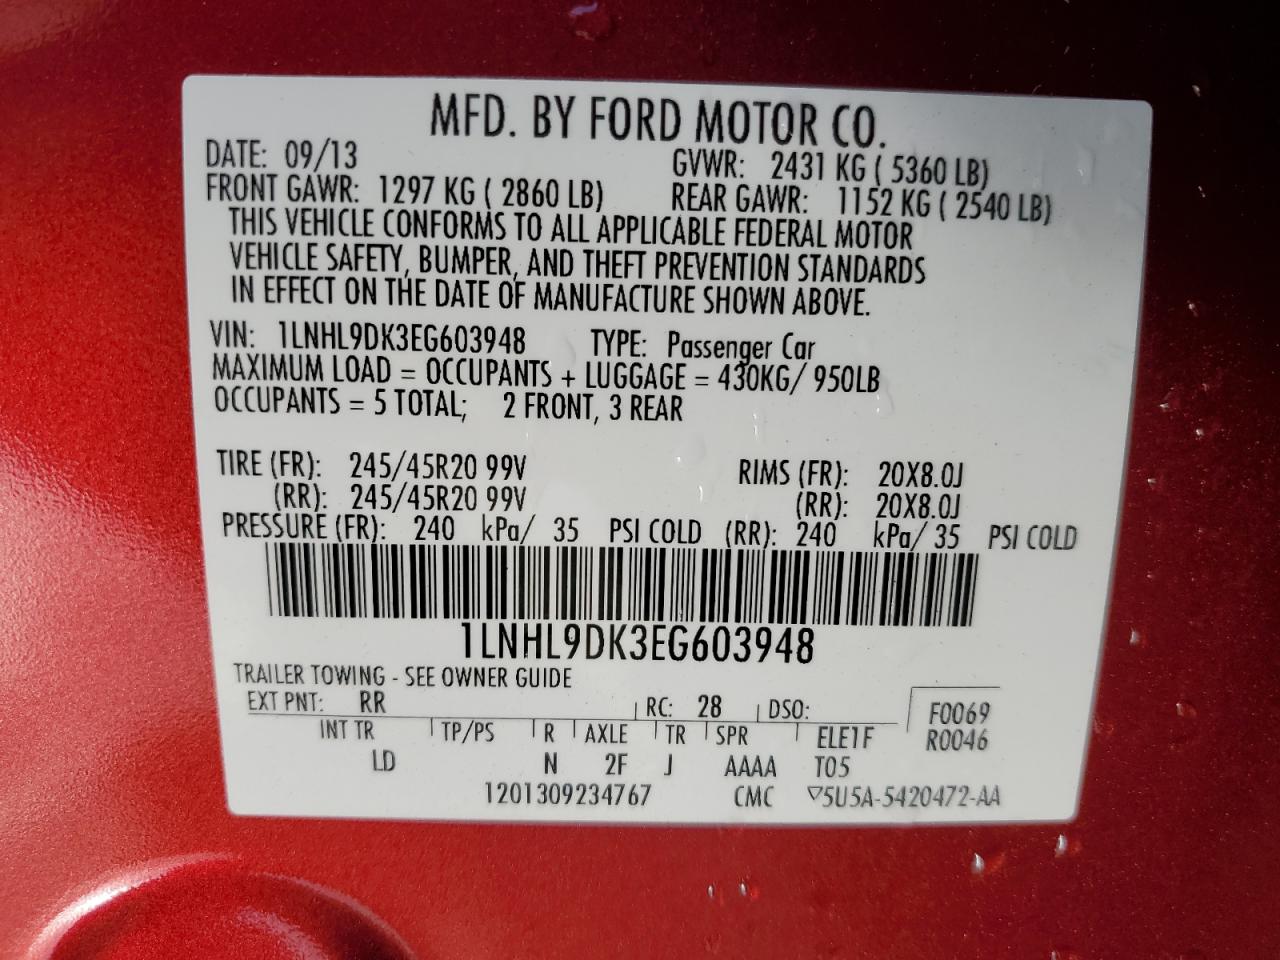 MFD. BY FORD MOTOR CO.
DATE: 09/13 GVWR: 2431 KG ( 5360 LB)
FRONT GAWR: 1297 KG ( 2860 LB) REAR GAWR: 1152 KG ( 2540 LB)
THIS VEHICLE CONFORMS TO ALL APPLICABLE FEDERAL MOTOR
VEHICLE SAFETY, BUMPER, AND THEFT PREVENTION STANDARDS
IN EFFECT ON THE DATE OF MANUFACTURE SHOWN ABOVE.
VIN: 1LNHL9DK3EG603948 TYPE: Passenger Car
MAXIMUM LOAD = OCCUPANTS + LUGGAGE = 430KG/ 950LB
OCCUPANTS = 5 TOTAL; 2 FRONT, 3 REAR
TIRE (FR): 245/45R20 99V RIMS (FR): 20X8.0J
(RR): 245/45R20 99V (RR): 20X8.0J
PRESSURE (FR): 240 kPa/ 35 PSI COLD (RR): 240 kPa/ 35 PSI COLD
1LNHL9DK3EG603948
TRAILER TOWING - SEE OWNER GUIDE
EXT PNT: RR RC: 28 DSO: F0069
INT TR TP/PS R AXLE TR SPR ELE1F R0046
LD N 2F J AAAA T05
1201309234767 CMC ▽5U5A-5420472-AA